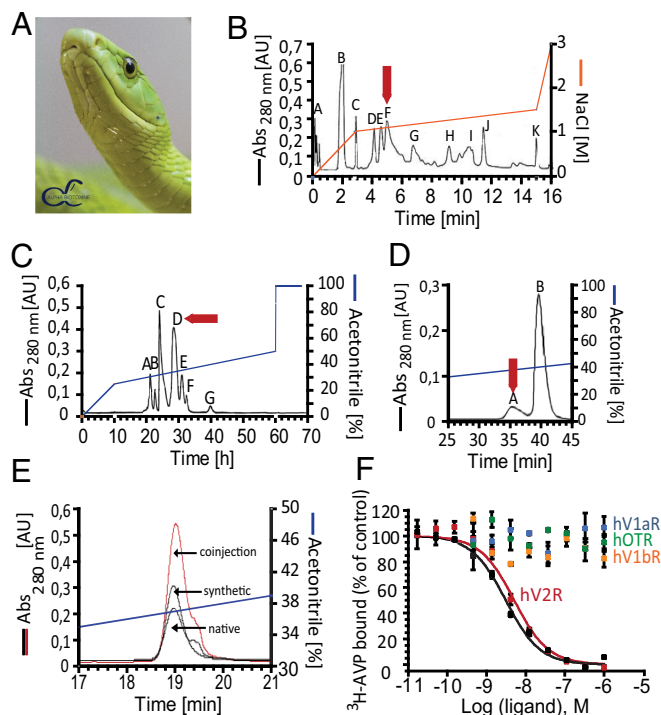 A
ALPHA BIOTOXINE
B
Abs 280 nm [AU]
0,7
0,6
0,5
0,4
0,3
0,2
0,1
0
A
B
C
D
E
F
G
H
I
J
K
3
2
1
0
NaCl [M]
0 2 4 6 8 10 12 14 16
Time [min]
C
Abs 280 nm [AU]
0,6
0,5
0,4
0,3
0,2
0,1
0
A
B
C
D
E
F
G
100
80
60
40
20
0
Acetonitrile [%]
0 10 20 30 40 50 60 70
Time [h]
D
Abs 280 nm [AU]
0,3
0,2
0,1
0
A
B
100
80
60
40
20
0
Acetonitrile [%]
25 30 35 40 45
Time [min]
E
Abs 280 nm [AU]
0,6
0,5
0,4
0,3
0,2
0,1
0
coinjection
synthetic
native
50
46
42
38
34
30
Acetonitrile [%]
17 18 19 20 21
Time [min]
F
³H-AVP bound (% of control)
120
100
80
60
40
20
0
hV1aR
hOTR
hV1bR
hV2R
-11 -10 -9 -8 -7 -6 -5
Log (ligand), M